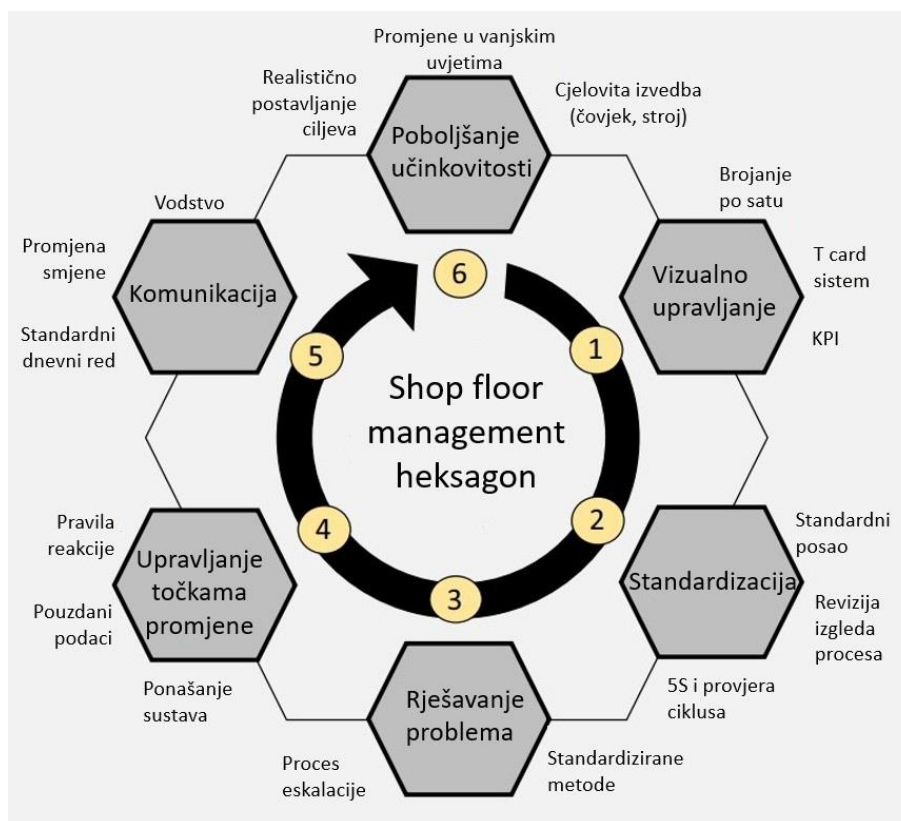 Promjene u vanjskim
uvjetima
Realistično
postavljanje
ciljeva
Cjelovita izvedba
(čovjek, stroj)
Poboljšanje
učinkovitosti
Brojanje
po satu
Vodstvo
Promjena
smjene
Komunikacija
Standardni
dnevni red
6
Vizualno
upravljanje
T card
sistem
KPI
5
1
Shop floor
management
heksagon
4
2
3
Pravila
reakcije
Upravljanje
točkama
promjene
Pouzdani
podaci
Ponašanje
sustava
Standardni
posao
Standardizacija
Revizija
izgleda
procesa
5S i provjera
ciklusa
Rješavanje
problema
Proces
eskalacije
Standardizirane
metode